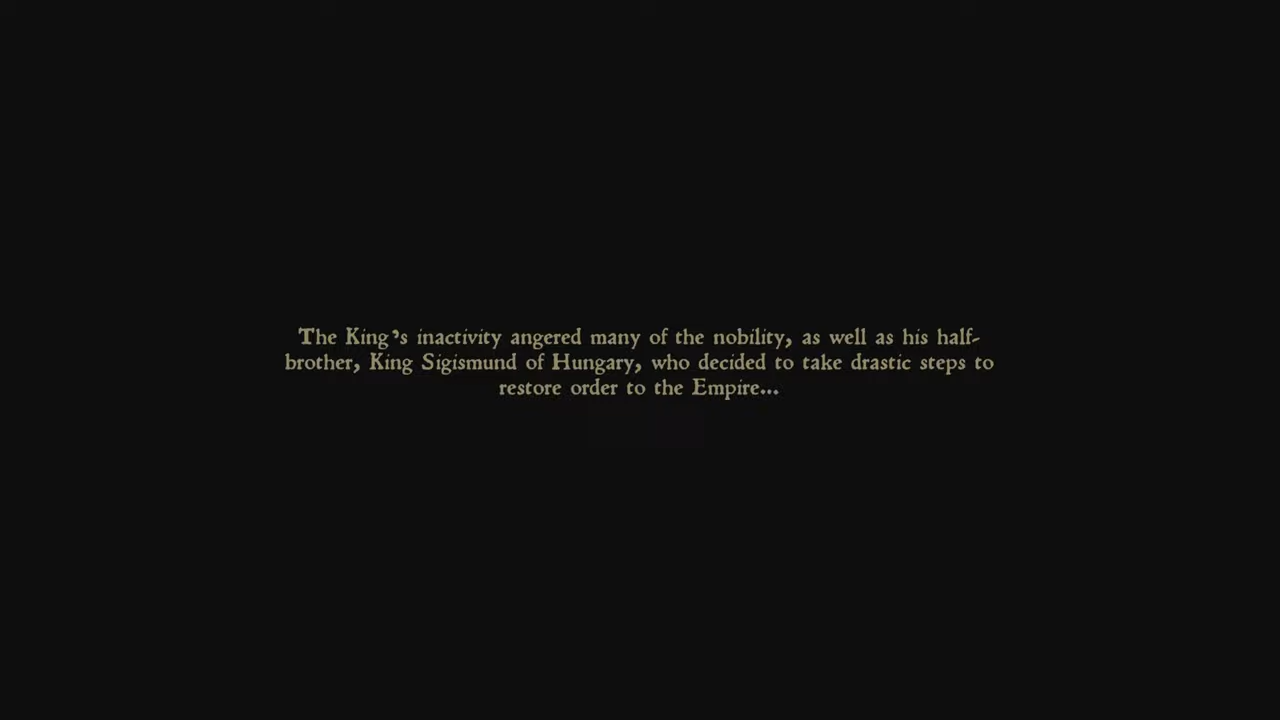 The King's inactivity angered many of the nobility, as well as his half-
brother, King Sigismund of Hungary, who decided to take drastic steps to
restore order to the Empire...